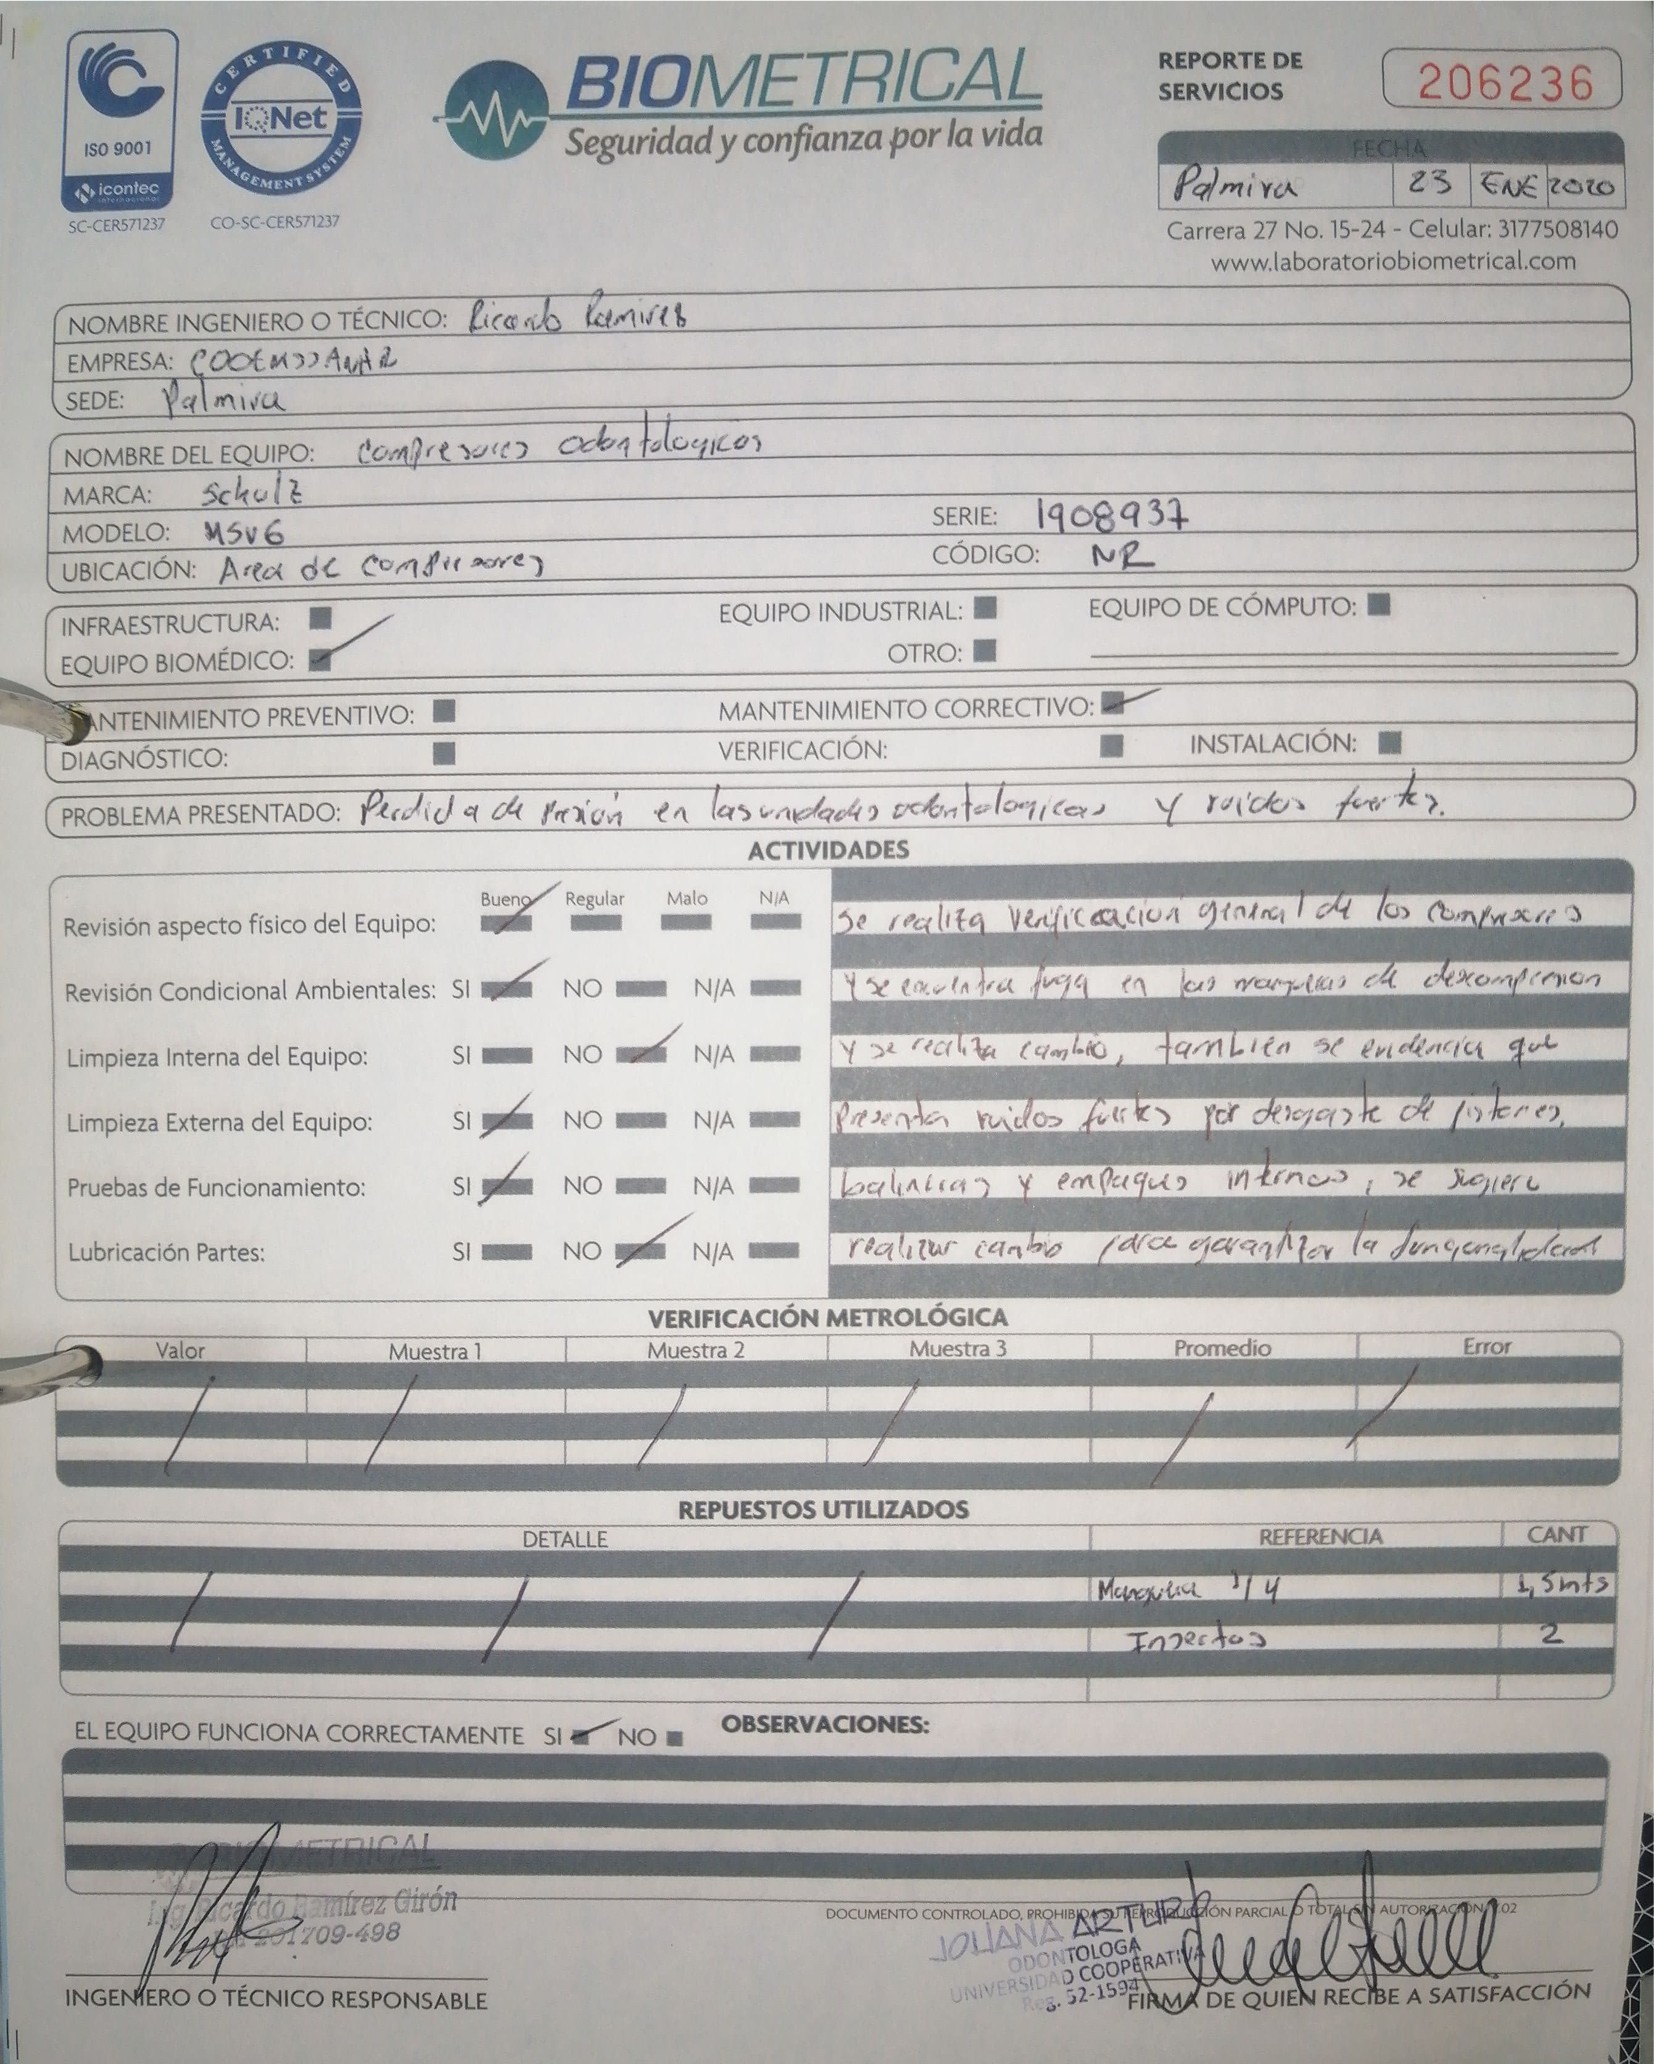 ISO 9001
icontec
internacional
SC-CER571237
CERTIFIED
IQNet
MANAGEMENT SYSTEM
CO-SC-CER571237
BIOMETRICAL
Seguridad y confianza por la vida
REPORTE DE
SERVICIOS
206236
FECHA
Palmira 23 ENE 2020
Carrera 27 No. 15-24 - Celular: 3177508140
www.laboratoriobiometrical.com
NOMBRE INGENIERO O TÉCNICO: Ricardo Ramirez
EMPRESA:
SEDE: Palmira
NOMBRE DEL EQUIPO: Compresores odontologicos
MARCA: Schulz
MODELO: MSV6 SERIE: 1908937
UBICACIÓN: Area de compresores CÓDIGO: NR
INFRAESTRUCTURA: EQUIPO INDUSTRIAL: EQUIPO DE CÓMPUTO:
EQUIPO BIOMÉDICO: OTRO:
ANTENIMIENTO PREVENTIVO: MANTENIMIENTO CORRECTIVO:
DIAGNÓSTICO: VERIFICACIÓN: INSTALACIÓN:
PROBLEMA PRESENTADO: Perdida de presión en las unidades odontologicas y ruidos fuertes.
ACTIVIDADES
Bueno Regular Malo N/A
Revisión aspecto físico del Equipo:
Revisión Condicional Ambientales: SI NO N/A
Limpieza Interna del Equipo: SI NO N/A
Limpieza Externa del Equipo: SI NO N/A
Pruebas de Funcionamiento: SI NO N/A
Lubricación Partes: SI NO N/A
Se realiza verificacion general de los compresores
y se encuentra fuga en las mangueras de descompresion
y se realiza cambio, tambien se evidencia que
presenta ruidos fuertes por desgaste de pistones,
balineras y empaques internos, se sugiere
realizar cambio para garantizar la funcionalidad
VERIFICACIÓN METROLÓGICA
Valor Muestra 1 Muestra 2 Muestra 3 Promedio Error
REPUESTOS UTILIZADOS
DETALLE REFERENCIA CANT
Manguera 1/4 1,5mts
Insertos 2
EL EQUIPO FUNCIONA CORRECTAMENTE SI NO OBSERVACIONES:
BIOMETRICAL
Ing. Ricardo Ramírez Girón
201709-498
INGENIERO O TÉCNICO RESPONSABLE
DOCUMENTO CONTROLADO, PROHIBIDA SU REPRODUCCIÓN PARCIAL O TOTAL SIN AUTORIZACIÓN V.02
JOLIANA ARTURO
ODONTOLOGA
UNIVERSIDAD COOPERATIVA
Reg. 52-1594
FIRMA DE QUIEN RECIBE A SATISFACCIÓN